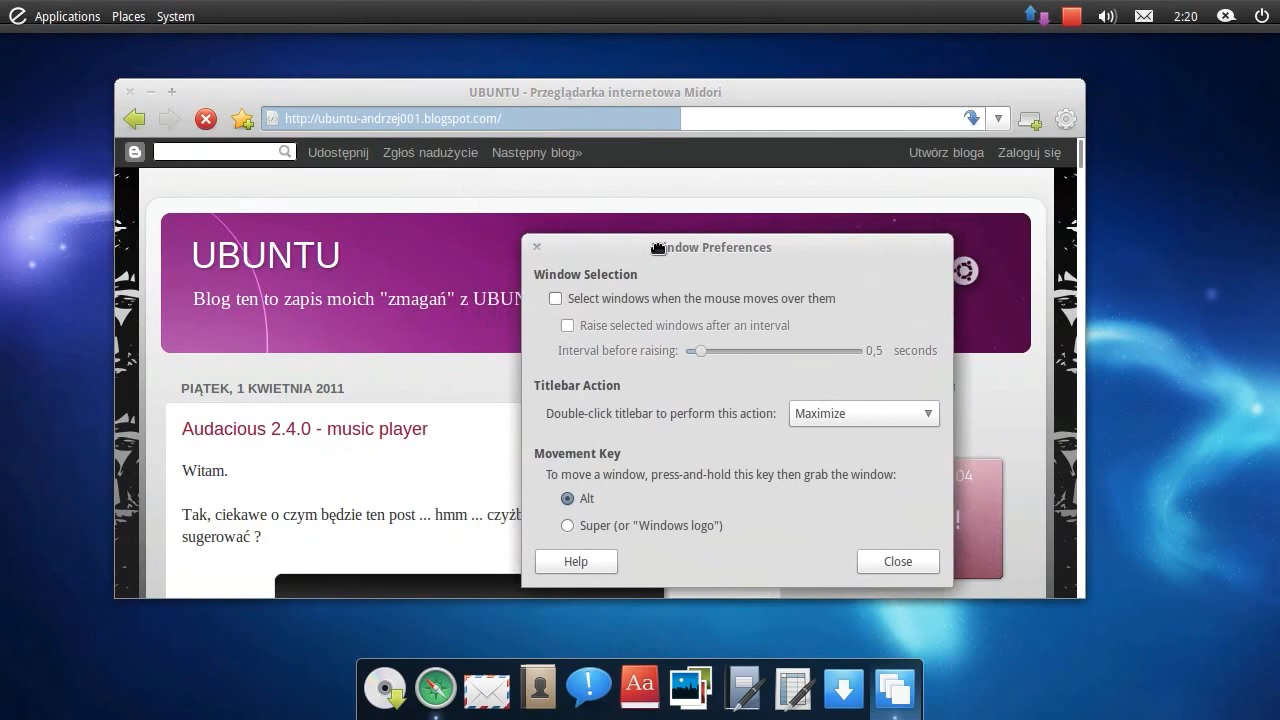 Applications Places System
2:20
UBUNTU - Przeglądarka internetowa Midori
http://ubuntu-andrzej001.blogspot.com/
Udostępnij Zgłoś nadużycie Następny blog» Utwórz bloga Zaloguj się
UBUNTU
Blog ten to zapis moich "zmagań" z UBUN
PIĄTEK, 1 KWIETNIA 2011
Audacious 2.4.0 - music player
Witam.
Tak, ciekawe o czym będzie ten post ... hmm ... czyżb
sugerować ?
04
!
ndow Preferences
Window Selection
Select windows when the mouse moves over them
Raise selected windows after an interval
Interval before raising: 0,5 seconds
Titlebar Action
Double-click titlebar to perform this action: Maximize
Movement Key
To move a window, press-and-hold this key then grab the window:
Alt
Super (or "Windows logo")
Help Close
Aa